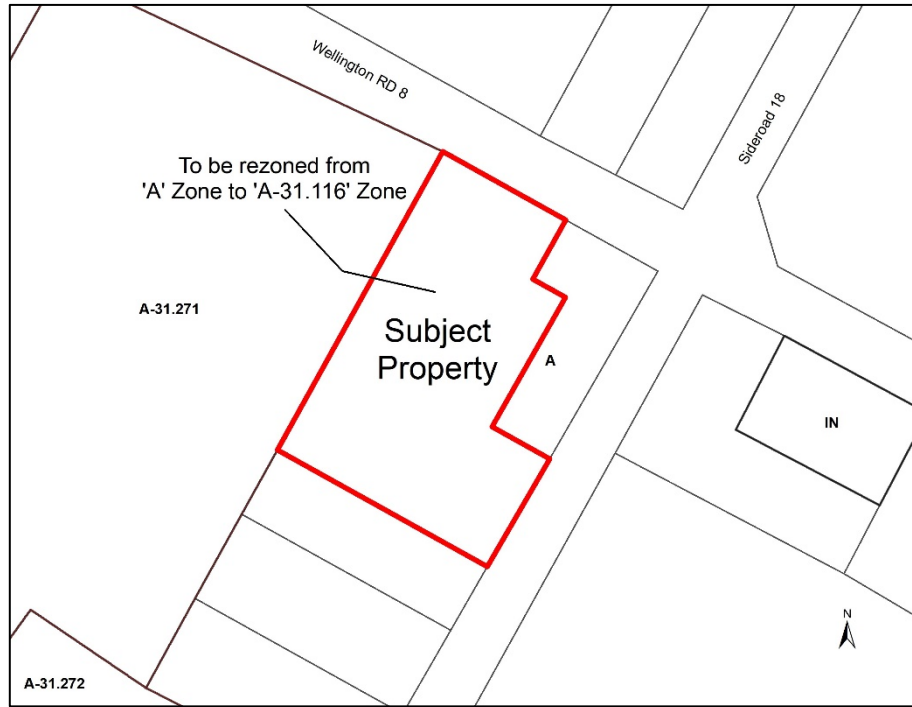 Wellington RD 8
Sideroad 18
To be rezoned from
'A' Zone to 'A-31.116' Zone
A-31.271
Subject
Property
A
IN
N
A-31.272